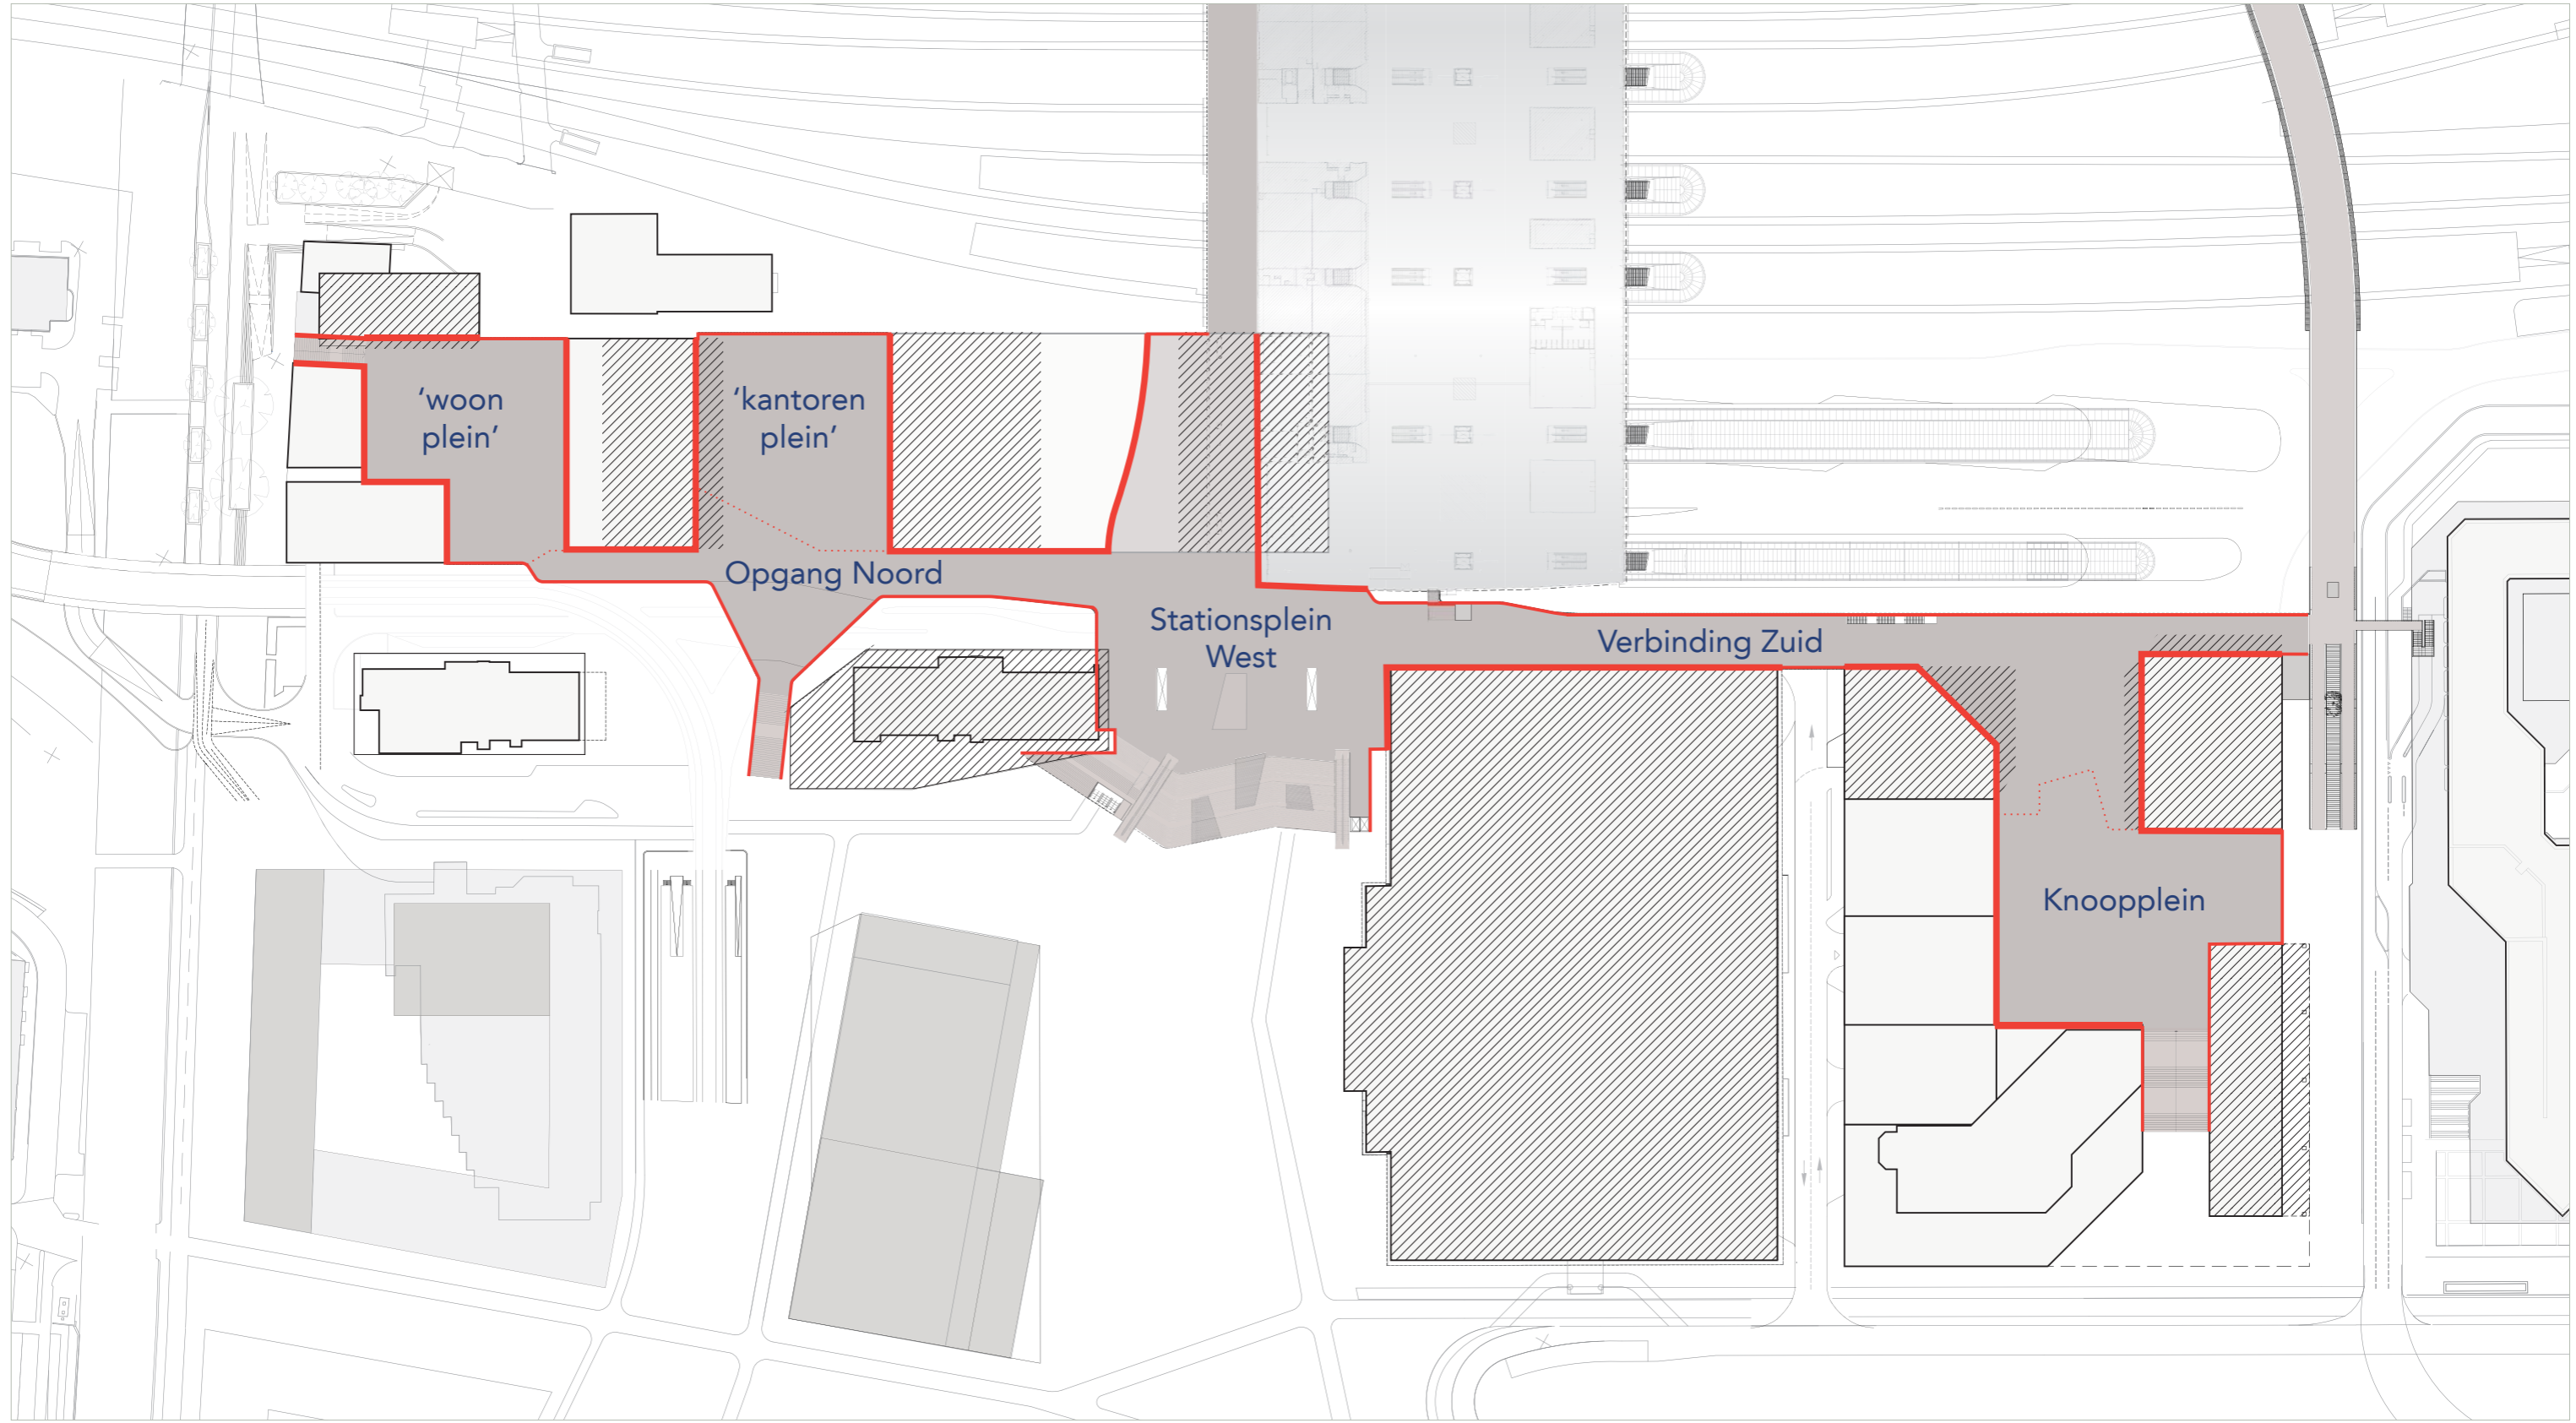 ‘woon
plein’
‘kantoren
plein’
Opgang Noord
Stationsplein
West
Verbinding Zuid
Knoopplein